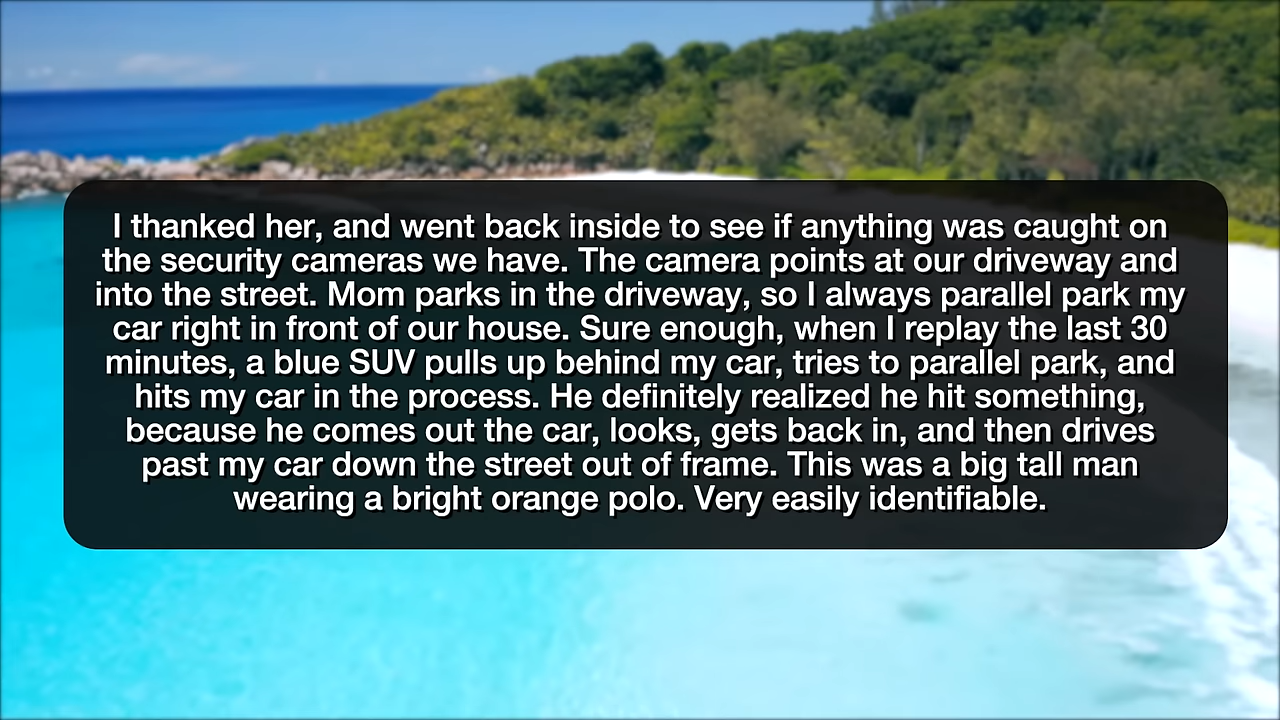 I thanked her, and went back inside to see if anything was caught on
the security cameras we have. The camera points at our driveway and
into the street. Mom parks in the driveway, so I always parallel park my
car right in front of our house. Sure enough, when I replay the last 30
minutes, a blue SUV pulls up behind my car, tries to parallel park, and
hits my car in the process. He definitely realized he hit something,
because he comes out the car, looks, gets back in, and then drives
past my car down the street out of frame. This was a big tall man
wearing a bright orange polo. Very easily identifiable.